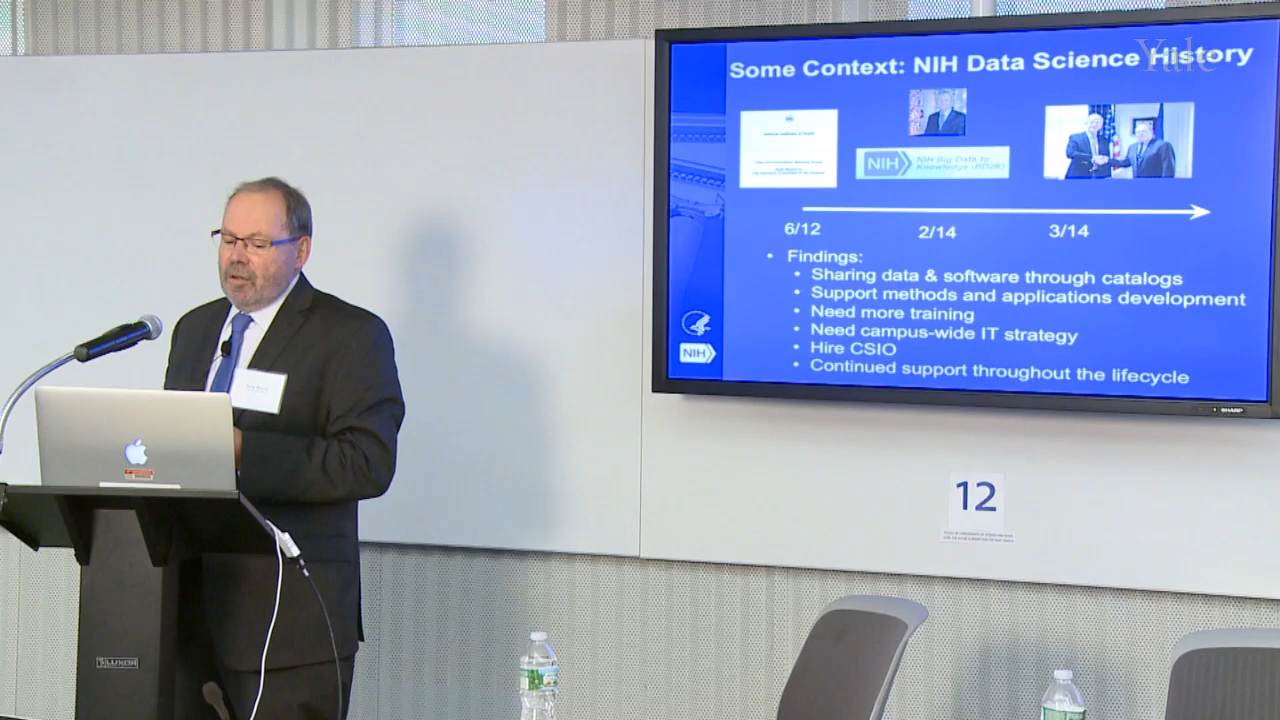 Yale
Some Context: NIH Data Science History
NIH
NIH Big Data to
Knowledge (BD2K)
6/12
2/14
3/14
• Findings:
• Sharing data & software through catalogs
• Support methods and applications development
• Need more training
• Need campus-wide IT strategy
• Hire CSIO
• Continued support throughout the lifecycle
NIH
SHARP
12
LUXOR